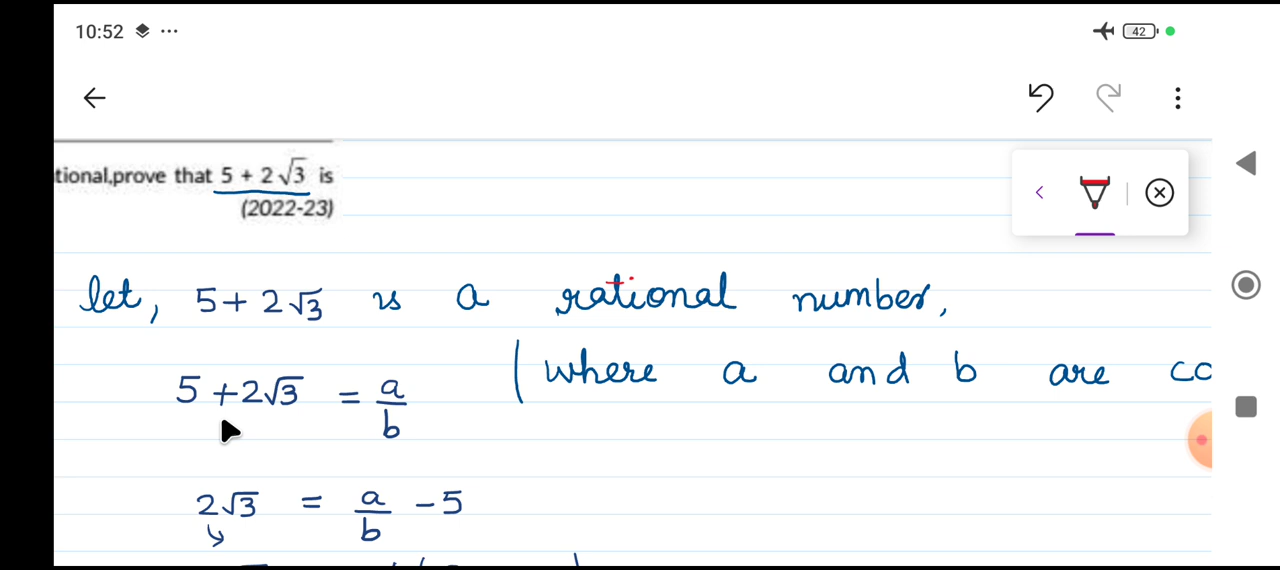 10:52 ... 42
tional,prove that 5 + 2√3 is
(2022-23)
let, 5 + 2√3 is a rational number,
5 + 2√3 = a/b (where a and b are co
2√3 = a/b - 5